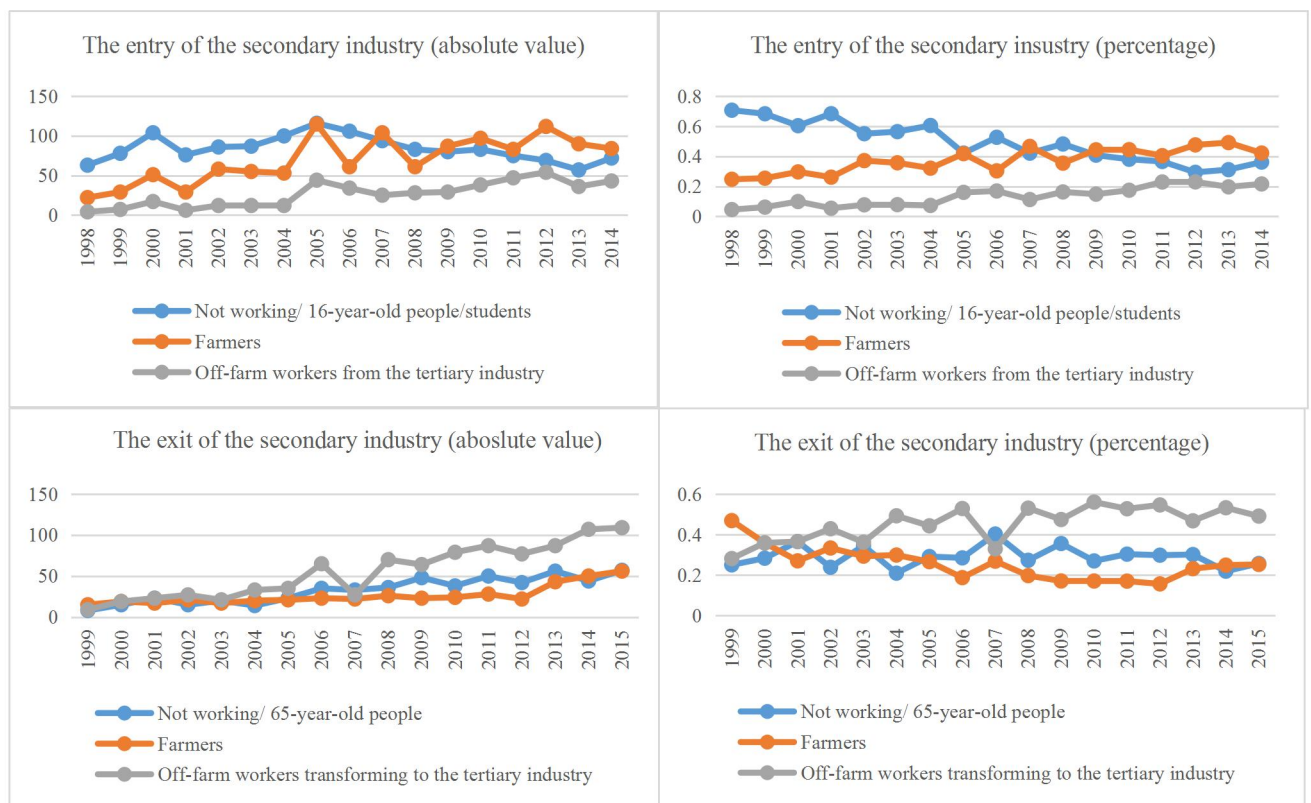 The entry of the secondary industry (absolute value)
150
100
50
0
1998 1999 2000 2001 2002 2003 2004 2005 2006 2007 2008 2009 2010 2011 2012 2013 2014
Not working/ 16-year-old people/students
Farmers
Off-farm workers from the tertiary industry
The entry of the secondary insustry (percentage)
0.8
0.6
0.4
0.2
0
1998 1999 2000 2001 2002 2003 2004 2005 2006 2007 2008 2009 2010 2011 2012 2013 2014
Not working/ 16-year-old people/students
Farmers
Off-farm workers from the tertiary industry
The exit of the secondary industry (aboslute value)
150
100
50
0
1999 2000 2001 2002 2003 2004 2005 2006 2007 2008 2009 2010 2011 2012 2013 2014 2015
Not working/ 65-year-old people
Farmers
Off-farm workers transforming to the tertiary industry
The exit of the secondary industry (percentage)
0.6
0.4
0.2
0
1999 2000 2001 2002 2003 2004 2005 2006 2007 2008 2009 2010 2011 2012 2013 2014 2015
Not working/ 65-year-old people
Farmers
Off-farm workers transforming to the tertiary industry